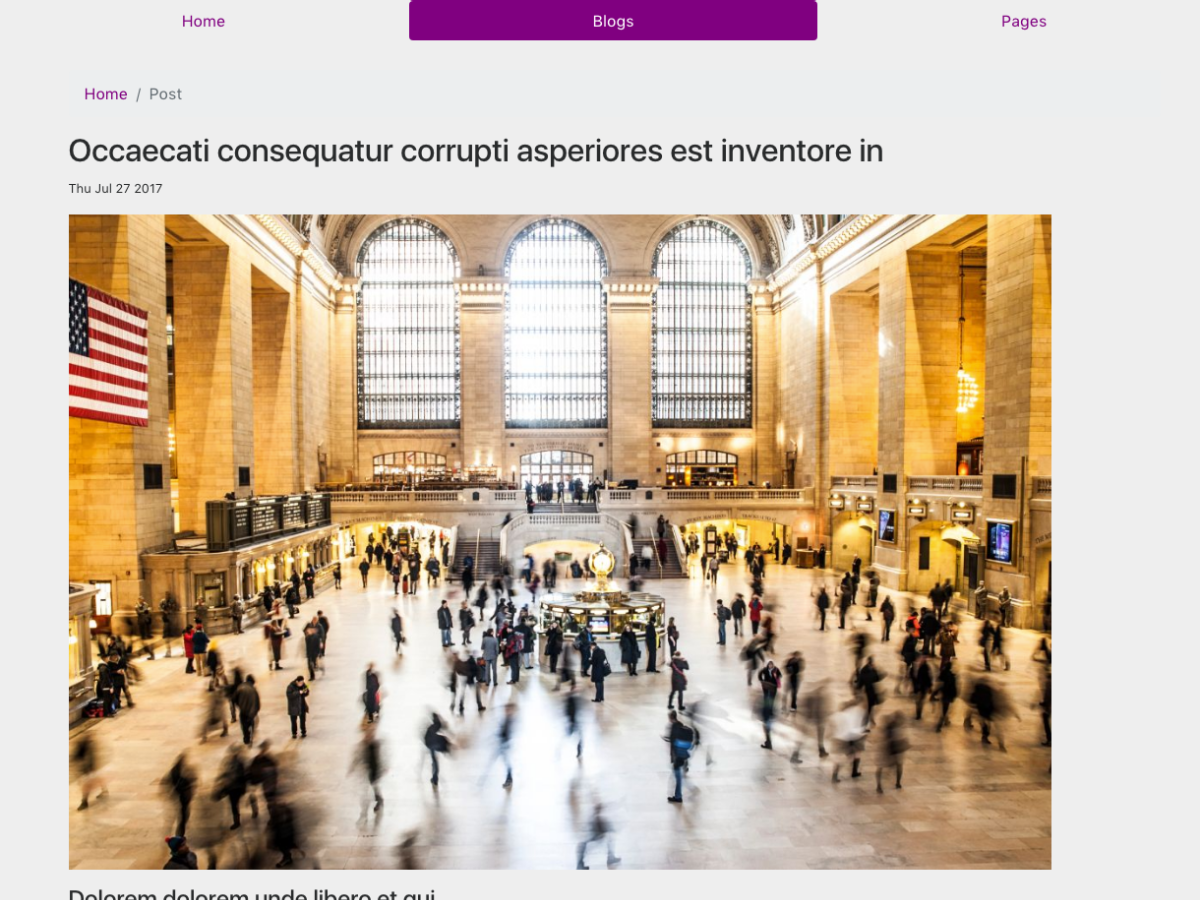 Home Blogs Pages
Home / Post
Occaecati consequatur corrupti asperiores est inventore in
Thu Jul 27 2017
Dolorem dolorem unde libero et qui